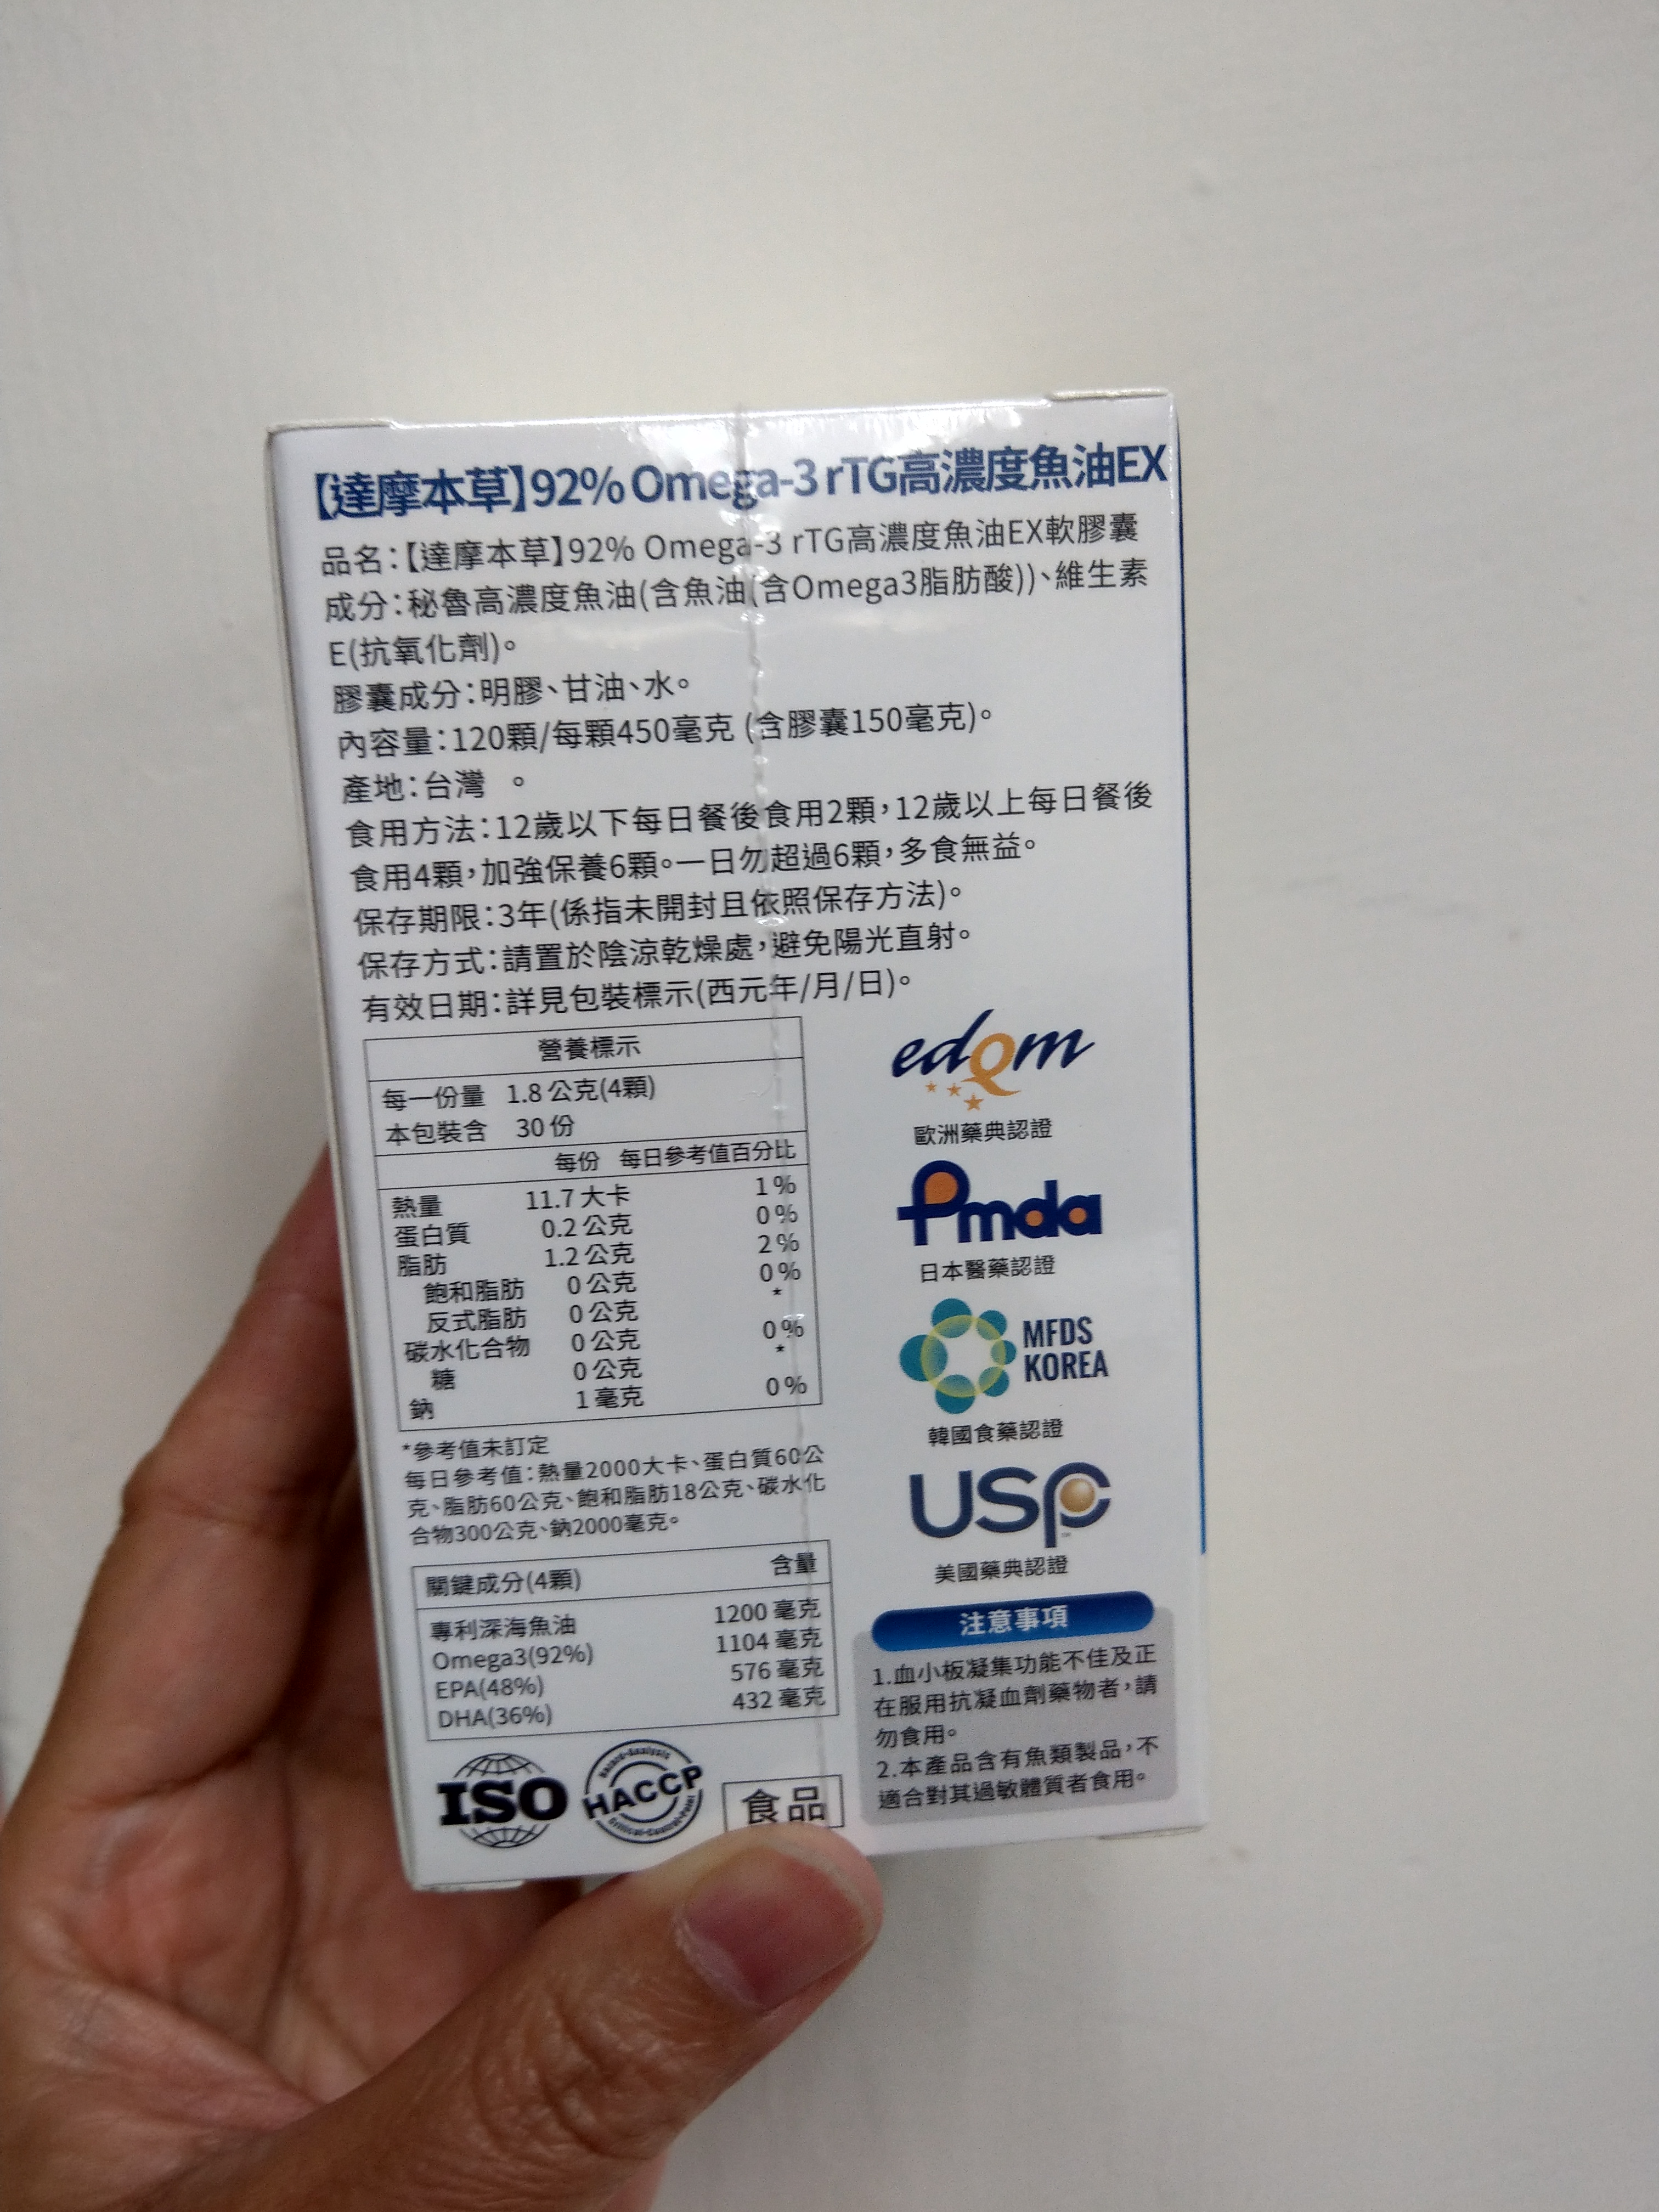 【達摩本草】92% Omega-3 rTG高濃度魚油EX
品名：【達摩本草】92% Omega-3 rTG高濃度魚油EX軟膠囊
成分：秘魯高濃度魚油(含魚油(含Omega3脂肪酸))、維生素
E(抗氧化劑)。
膠囊成分：明膠、甘油、水。
內容量：120顆/每顆450毫克 (含膠囊150毫克)。
產地：台灣 。
食用方法：12歲以下每日餐後食用2顆，12歲以上每日餐後
食用4顆，加強保養6顆。一日勿超過6顆，多食無益。
保存期限：3年(係指未開封且依照保存方法)。
保存方式：請置於陰涼乾燥處，避免陽光直射。
有效日期：詳見包裝標示(西元年/月/日)。
營養標示
每一份量 1.8 公克(4顆)
本包裝含 30 份
每份 每日參考值百分比
熱量 11.7 大卡 1 %
蛋白質 0.2 公克 0 %
脂肪 1.2 公克 2 %
飽和脂肪 0 公克 0 %
反式脂肪 0 公克 *
碳水化合物 0 公克 0 %
糖 0 公克 *
鈉 1 毫克 0 %
*參考值未訂定
每日參考值：熱量2000大卡、蛋白質60公
克、脂肪60公克、飽和脂肪18公克、碳水化
合物300公克、鈉2000毫克。
關鍵成分(4顆) 含量
專利深海魚油 1200 毫克
Omega3(92%) 1104 毫克
EPA(48%) 576 毫克
DHA(36%) 432 毫克
ISO
Hazard-Analysis
HACCP
Critical-Control-Point
食品
edQm
歐洲藥典認證
Pmda
日本醫藥認證
MFDS
KOREA
韓國食藥認證
USP
美國藥典認證
注意事項
1.血小板凝集功能不佳及正
在服用抗凝血劑藥物者，請
勿食用。
2.本產品含有魚類製品，不
適合對其過敏體質者食用。